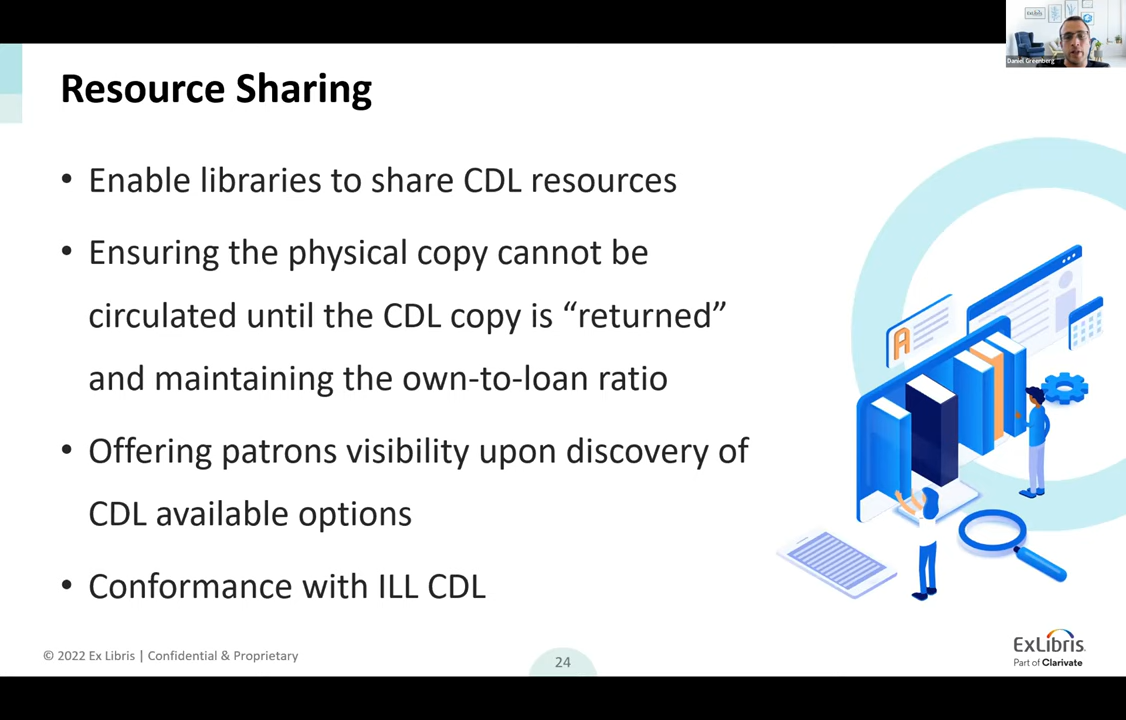 Daniel Greenberg
Resource Sharing
• Enable libraries to share CDL resources
• Ensuring the physical copy cannot be
circulated until the CDL copy is “returned”
and maintaining the own-to-loan ratio
• Offering patrons visibility upon discovery of
CDL available options
• Conformance with ILL CDL
A
© 2022 Ex Libris | Confidential & Proprietary
24
ExLibris
Part of Clarivate